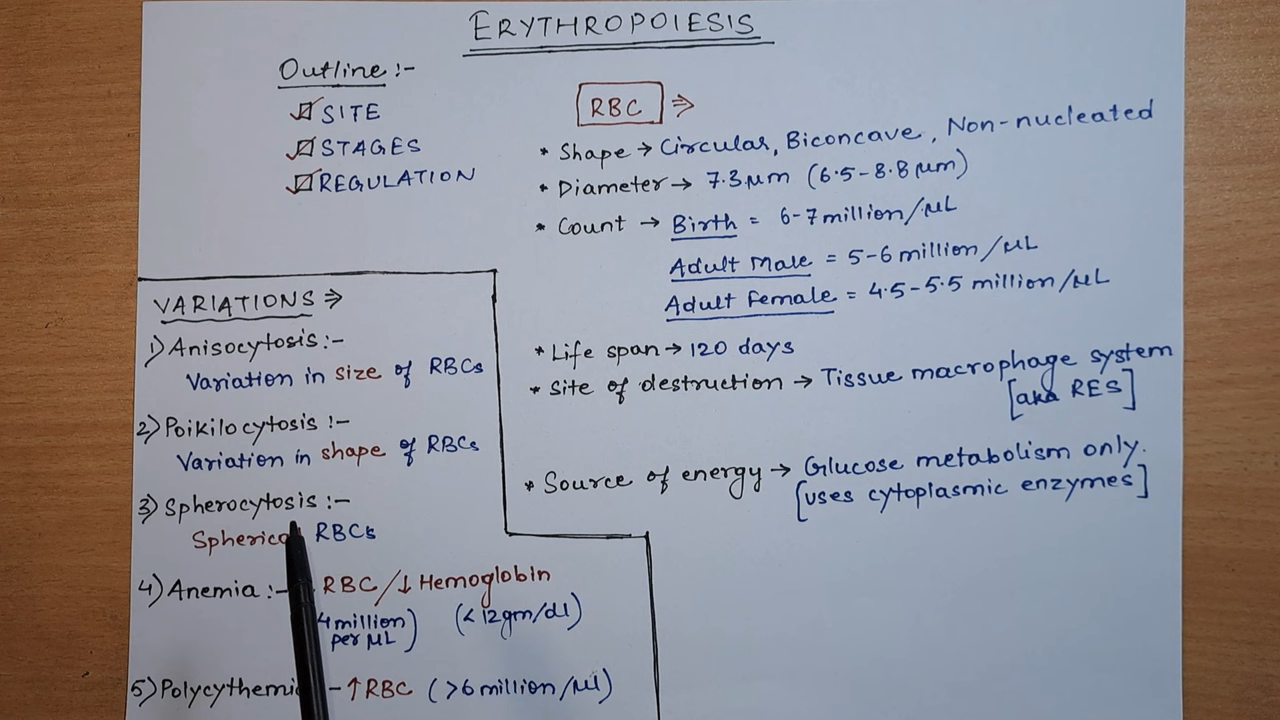 ERYTHROPOIESIS
Outline :-
SITE
STAGES
REGULATION
RBC ⇒
* Shape → Circular, Biconcave, Non-nucleated
* Diameter → 7.3 μm (6.5-8.8 μm)
* Count → Birth = 6-7 million/μL
Adult Male = 5-6 million/μL
Adult Female = 4.5-5.5 million/μL
* Life span → 120 days
* Site of destruction → Tissue macrophage system
[aka RES]
* Source of energy → Glucose metabolism only.
[uses cytoplasmic enzymes]
VARIATIONS ⇒
1) Anisocytosis :-
Variation in size of RBCs
2) Poikilocytosis :-
Variation in shape of RBCs
3) Spherocytosis :-
RBCs
4) Anemia :- RBC/↓ Hemoglobin
4 million per μL) (<12gm/dl)
5) - ↑ RBC (>6 million/μl)